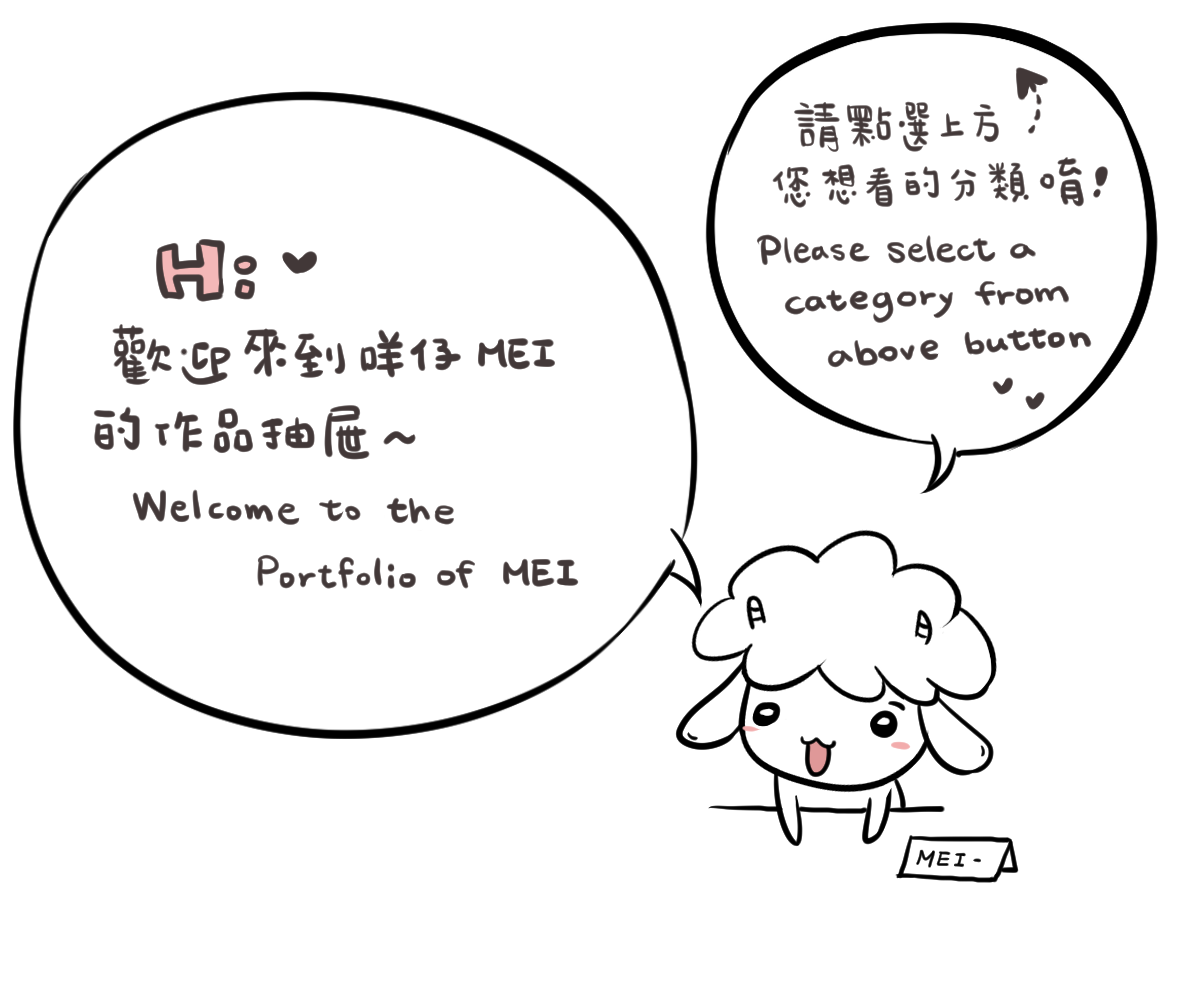 Hi:
歡迎來到咩仔 MEI
的作品抽屜~
Welcome to the
Portfolio of MEI
請點選上方
您想看的分類唷!
Please select a
category from
above button
MEI-